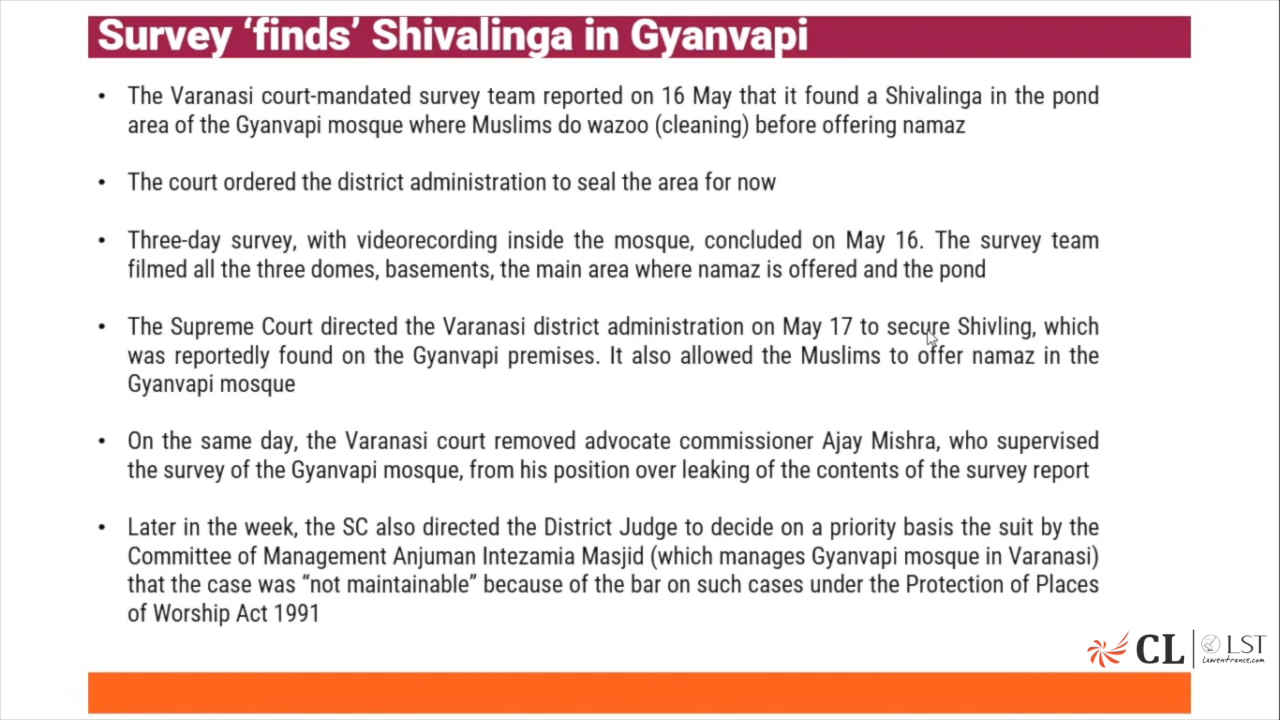 Survey ‘finds’ Shivalinga in Gyanvapi
• The Varanasi court-mandated survey team reported on 16 May that it found a Shivalinga in the pond
area of the Gyanvapi mosque where Muslims do wazoo (cleaning) before offering namaz
• The court ordered the district administration to seal the area for now
• Three-day survey, with videorecording inside the mosque, concluded on May 16. The survey team
filmed all the three domes, basements, the main area where namaz is offered and the pond
• The Supreme Court directed the Varanasi district administration on May 17 to secure Shivling, which
was reportedly found on the Gyanvapi premises. It also allowed the Muslims to offer namaz in the
Gyanvapi mosque
• On the same day, the Varanasi court removed advocate commissioner Ajay Mishra, who supervised
the survey of the Gyanvapi mosque, from his position over leaking of the contents of the survey report
• Later in the week, the SC also directed the District Judge to decide on a priority basis the suit by the
Committee of Management Anjuman Intezamia Masjid (which manages Gyanvapi mosque in Varanasi)
that the case was “not maintainable” because of the bar on such cases under the Protection of Places
of Worship Act 1991
CL LST
Lawentrance.com